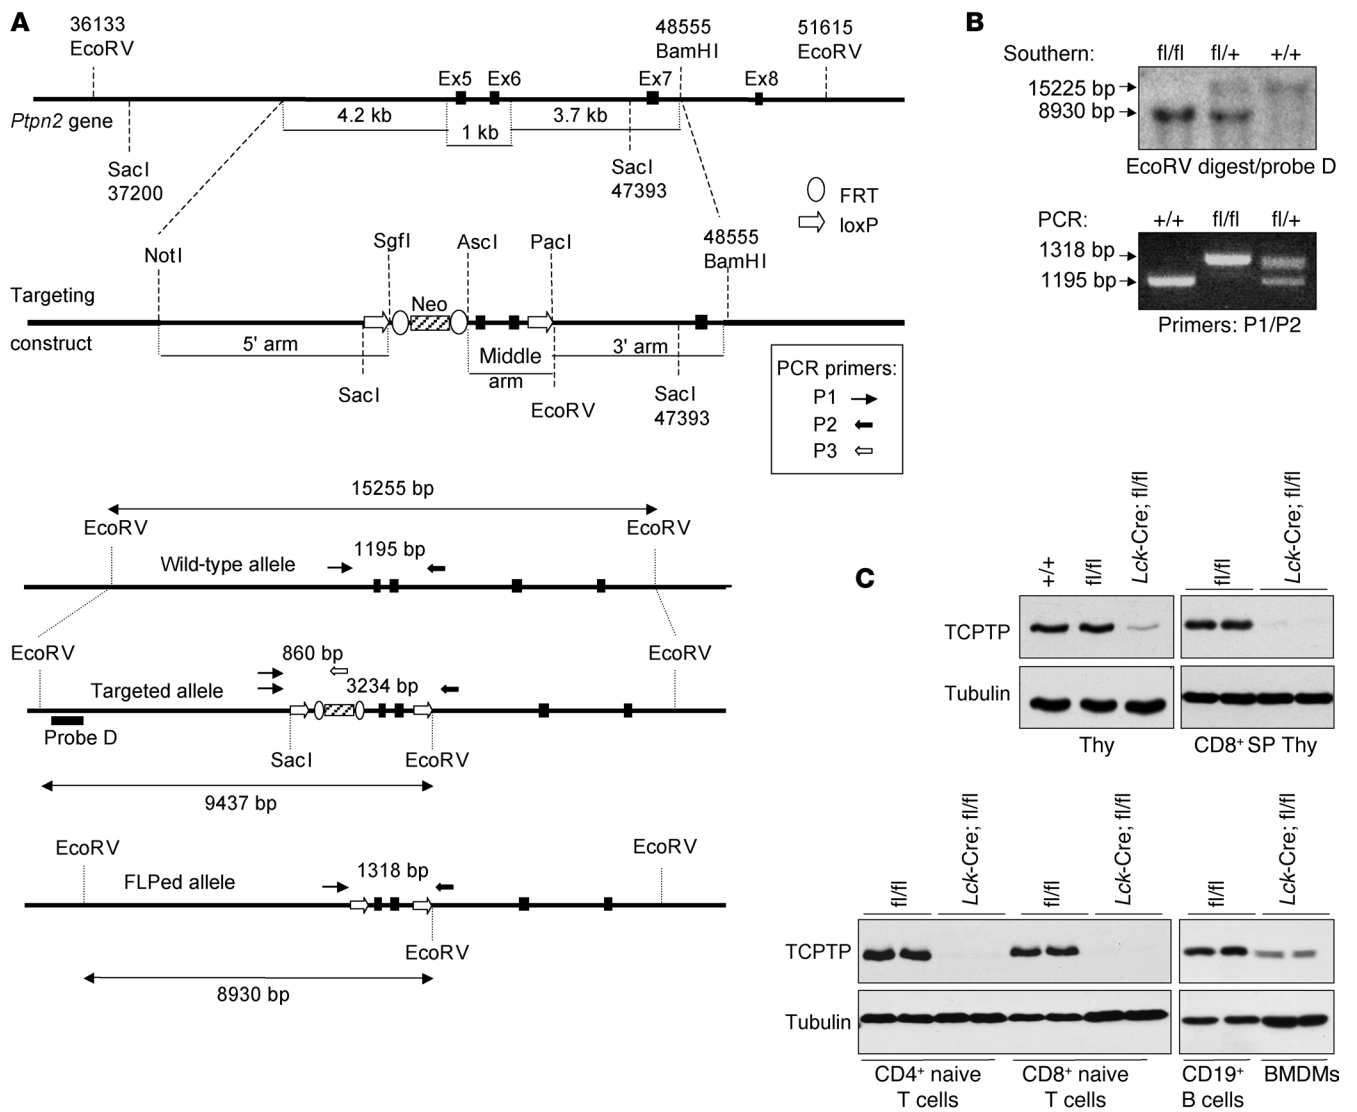 A
36133
EcoRV
48555
BamHI
51615
EcoRV
Ex5 Ex6 Ex7 Ex8
Ptpn2 gene
4.2 kb
1 kb
3.7 kb
SacI
37200
SacI
47393
FRT
loxP
NotI
SgfI
AscI
PacI
48555
BamHI
Targeting
construct
Neo
5' arm
Middle
arm
3' arm
SacI
EcoRV
SacI
47393
PCR primers:
P1
P2
P3
15255 bp
EcoRV
EcoRV
Wild-type allele
1195 bp
EcoRV
EcoRV
860 bp
Targeted allele
3234 bp
Probe D
SacI
EcoRV
9437 bp
EcoRV
EcoRV
FLPed allele
1318 bp
EcoRV
8930 bp
B
Southern: fl/fl fl/+ +/+
15225 bp
8930 bp
EcoRV digest/probe D
PCR: +/+ fl/fl fl/+
1318 bp
1195 bp
Primers: P1/P2
C
+/+
fl/fl
Lck-Cre; fl/fl
fl/fl
Lck-Cre; fl/fl
TCPTP
Tubulin
Thy
CD8+ SP Thy
fl/fl
Lck-Cre; fl/fl
fl/fl
Lck-Cre; fl/fl
fl/fl
Lck-Cre; fl/fl
TCPTP
Tubulin
CD4+ naive
T cells
CD8+ naive
T cells
CD19+
B cells
BMDMs